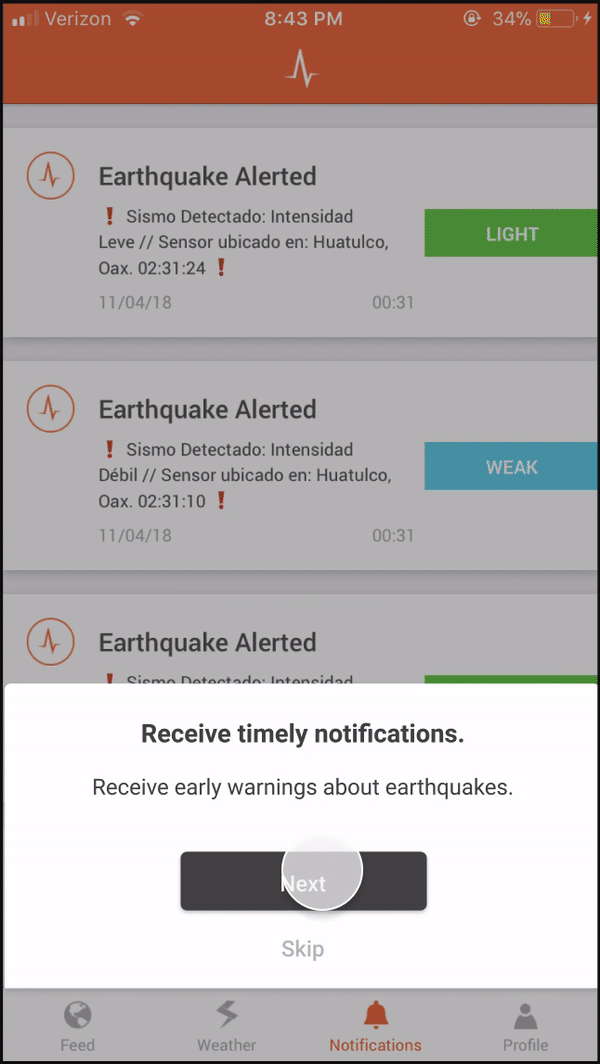 Verizon 8:43 PM 34%
Earthquake Alerted
❗ Sismo Detectado: Intensidad
Leve // Sensor ubicado en: Huatulco,
Oax. 02:31:24 ❗
LIGHT
11/04/18 00:31
Earthquake Alerted
❗ Sismo Detectado: Intensidad
Débil // Sensor ubicado en: Huatulco,
Oax. 02:31:10 ❗
WEAK
11/04/18 00:31
Earthquake Alerted
❗ Sismo Detectado: Intensidad
Receive timely notifications.
Receive early warnings about earthquakes.
Next
Skip
Feed Weather Notifications Profile